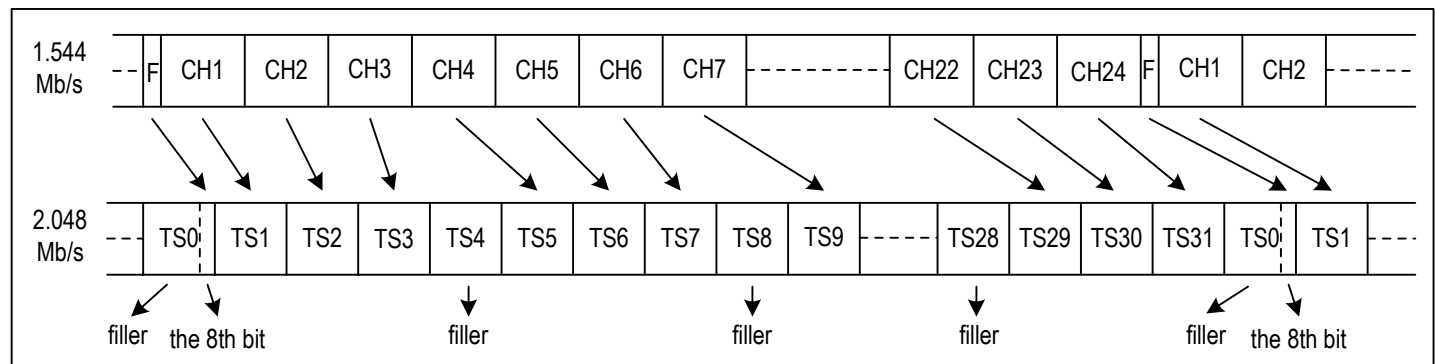 1.544
Mb/s
F CH1 CH2 CH3 CH4 CH5 CH6 CH7 CH22 CH23 CH24 F CH1 CH2
2.048
Mb/s
TS0 TS1 TS2 TS3 TS4 TS5 TS6 TS7 TS8 TS9 TS28 TS29 TS30 TS31 TS0 TS1
filler the 8th bit filler filler filler filler the 8th bit